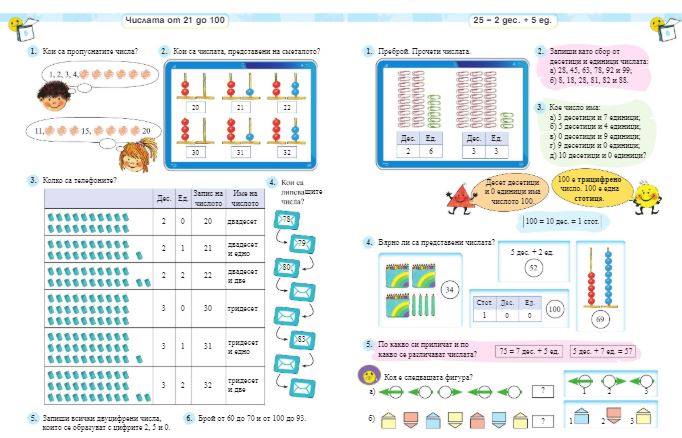 Числата от 21 до 100
1. Кои са пропуснатите числа?
1, 2, 3, 4,
11, 15, 20
2. Кои са числата, представени на сметалото?
20 21 22
30 31 32
3. Колко са телефоните?
Дес. Ед. Запис на числото Име на числото
2 0 20 двадесет
2 1 21 двадесет и едно
2 2 22 двадесет и две
3 0 30 тридесет
3 1 31 тридесет и едно
3 2 32 тридесет и две
4. Кои са
липсващите
числа?
78
79
80
83
5. Запиши всички двуцифрени числа,
които се образуват с цифрите 2, 5 и 0.
6. Брой от 60 до 70 и от 100 до 93.
25 = 2 дес. + 5 ед.
1. Преброй. Прочети числата.
Дес. Ед.
2 6
Дес. Ед.
3 3
2. Запиши като сбор от
десетици и единици числата:
а) 28, 45, 63, 78, 92 и 99;
б) 8, 18, 28, 81, 82 и 88.
3. Кое число има:
а) 3 десетици и 7 единици;
б) 5 десетици и 4 единици;
в) 0 десетици и 9 единици;
г) 9 десетици и 0 единици;
д) 10 десетици и 0 единици?
Десет десетици
и 0 единици има
числото 100.
100 е трицифрено
число. 100 е една
стотица.
100 = 10 дес. = 1 стот.
4. Вярно ли са представени числата?
34
5 дес. + 2 ед.
52
Стот. Дес. Ед.
1 0 0
100
69
5. По какво си приличат и по
какво се различават числата?
75 = 7 дес. + 5 ед.
5 дес. + 7 ед. = 57
Коя е следващата фигура?
а) ?
1 2 3
б) ?
1 2 3